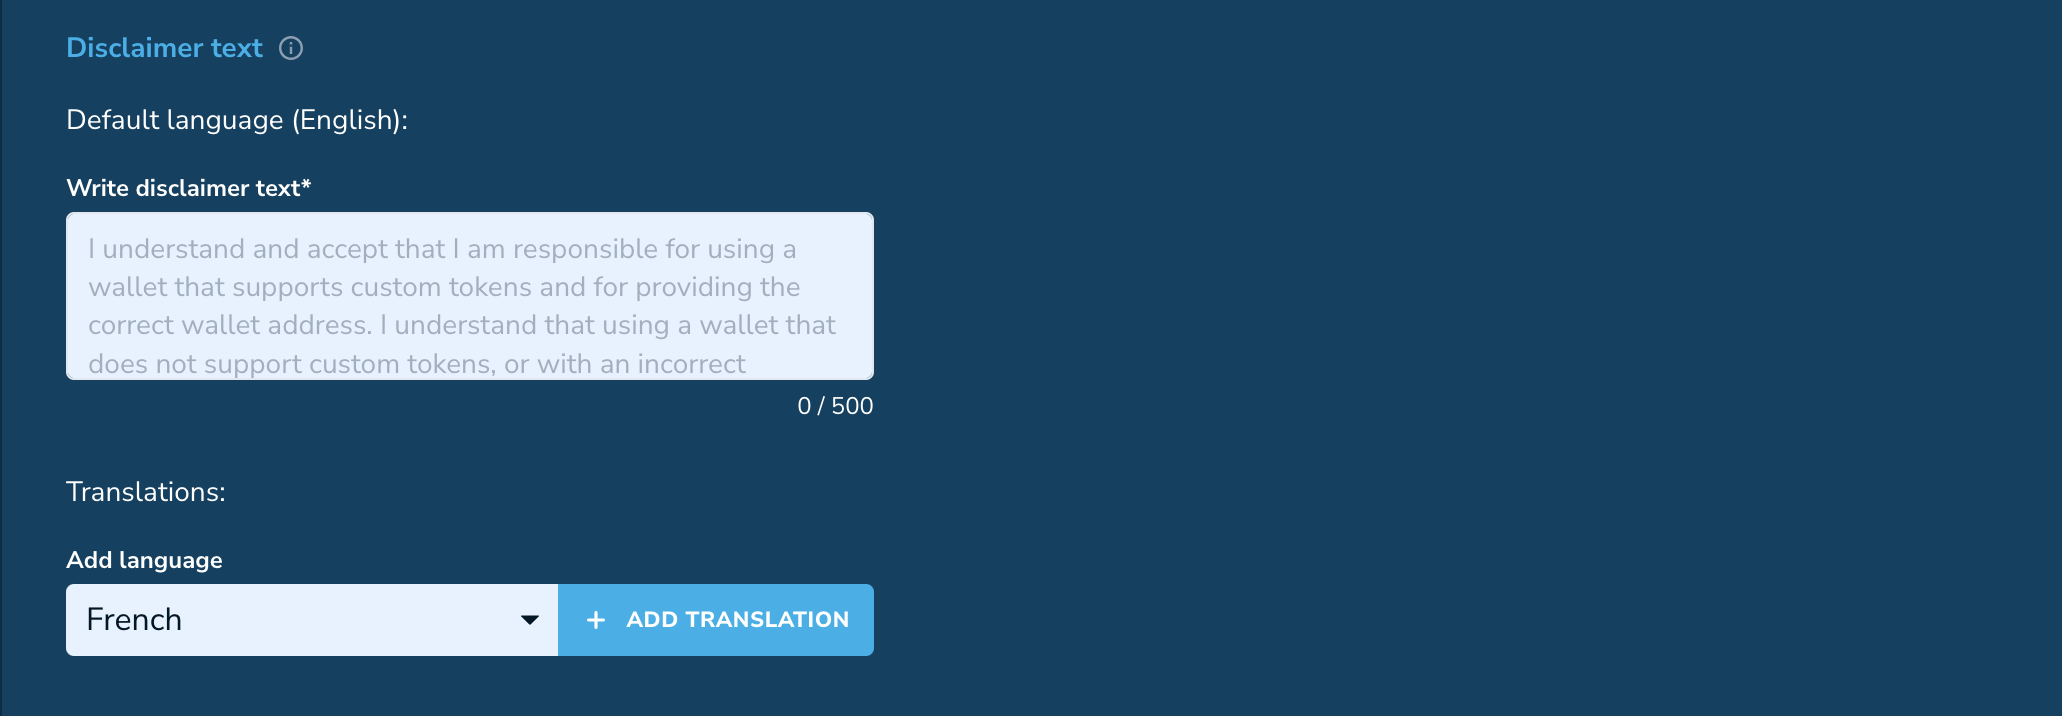 Disclaimer text
Default language (English):
Write disclaimer text*
I understand and accept that I am responsible for using a
wallet that supports custom tokens and for providing the
correct wallet address. I understand that using a wallet that
does not support custom tokens, or with an incorrect
0 / 500
Translations:
Add language
French
+ ADD TRANSLATION